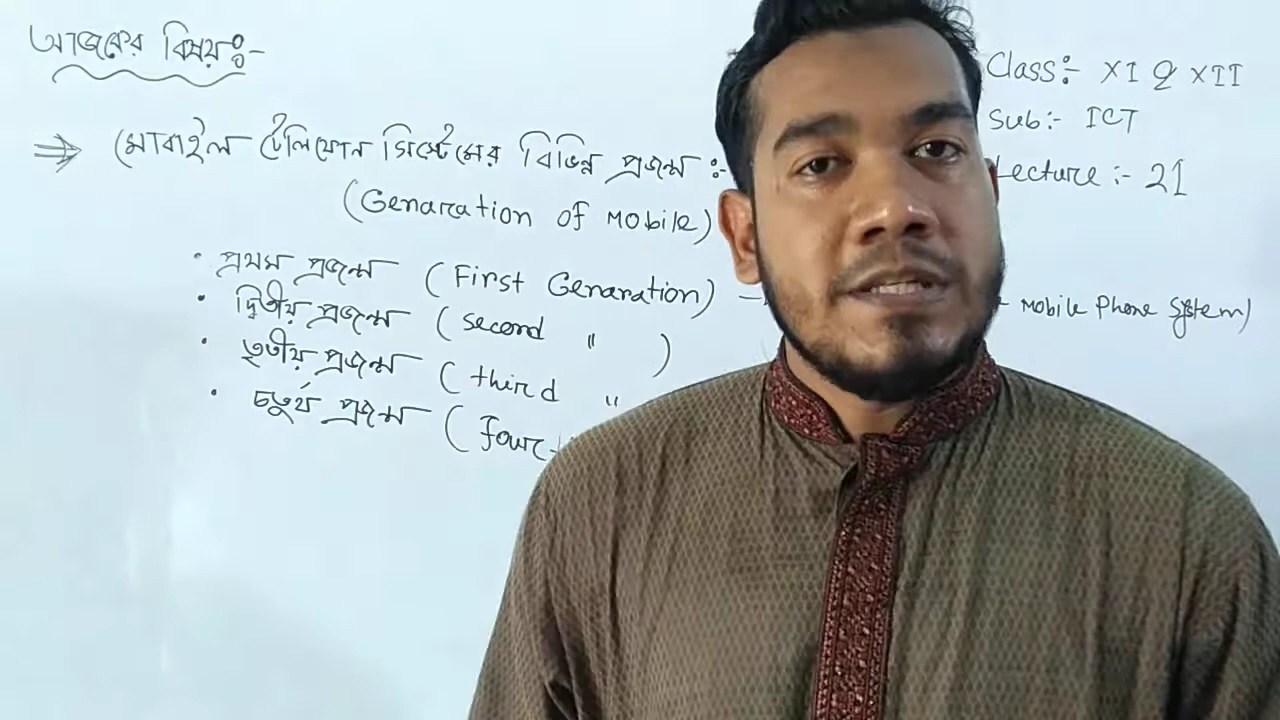 আজকের বিষয়ঃ-
Class:- XI & XII
Sub:- ICT
Lecture:- 21
⇒ মোবাইল টেলিফোন সিস্টেমের বিভিন্ন প্রজন্ম :-
(Genaration of Mobile)
• প্রথম প্রজন্ম (First Genaration) - Mobile Phone System)
• দ্বিতীয় প্রজন্ম (Second " )
• তৃতীয় প্রজন্ম (third "
• চতুর্থ প্রজন্ম (